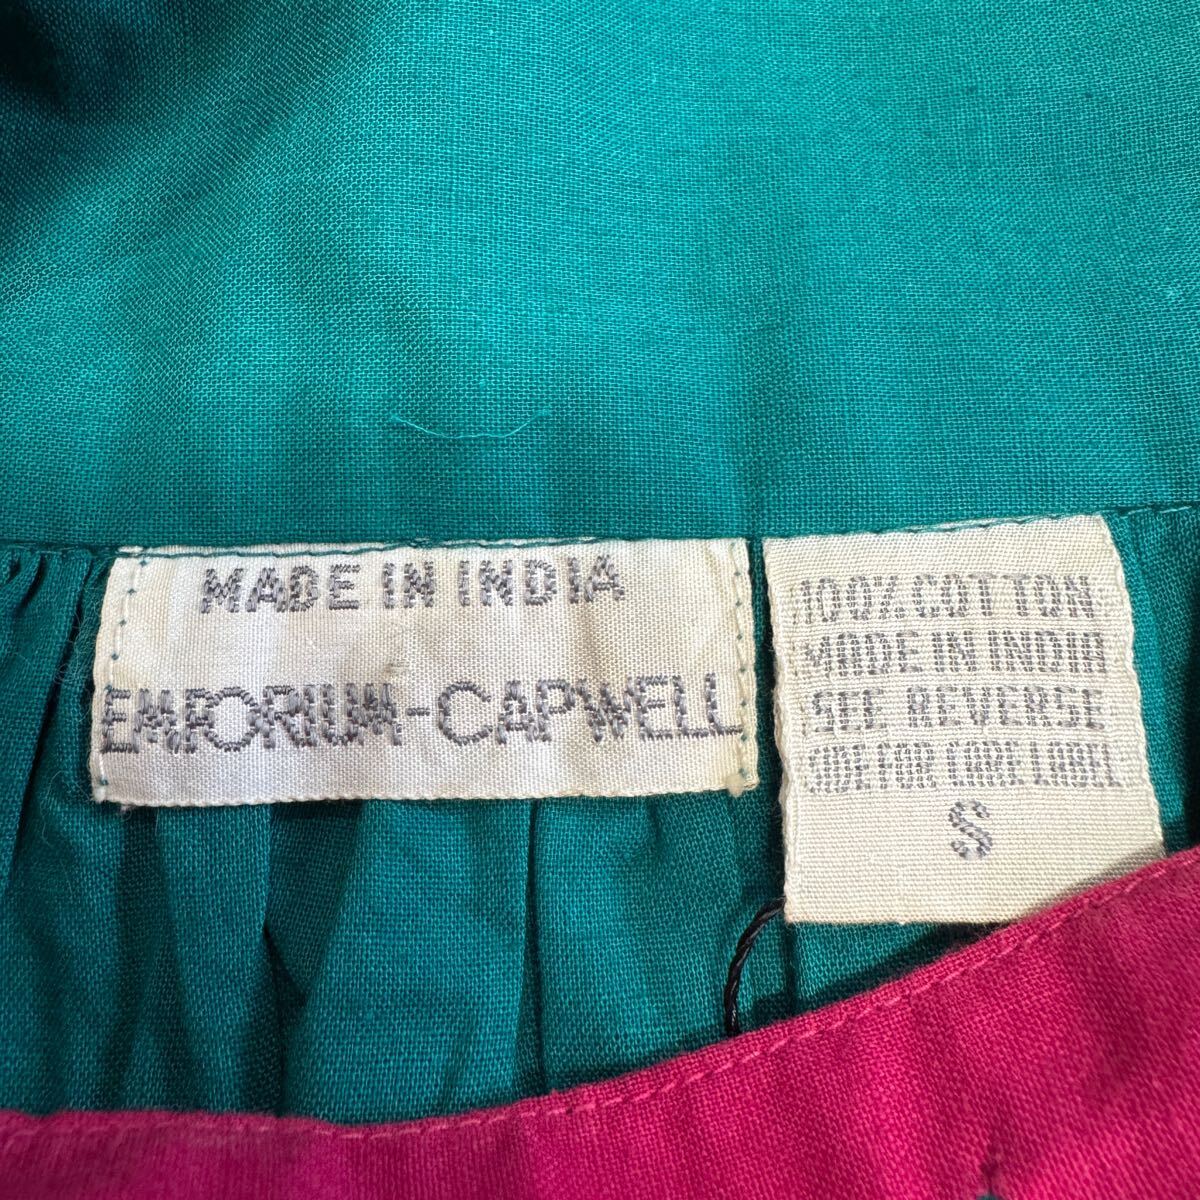 MADE IN INDIA
EMPORIUM-CAPWELL
100% COTTON
MADE IN INDIA
SEE REVERSE
SIDE FOR CARE LABEL
S